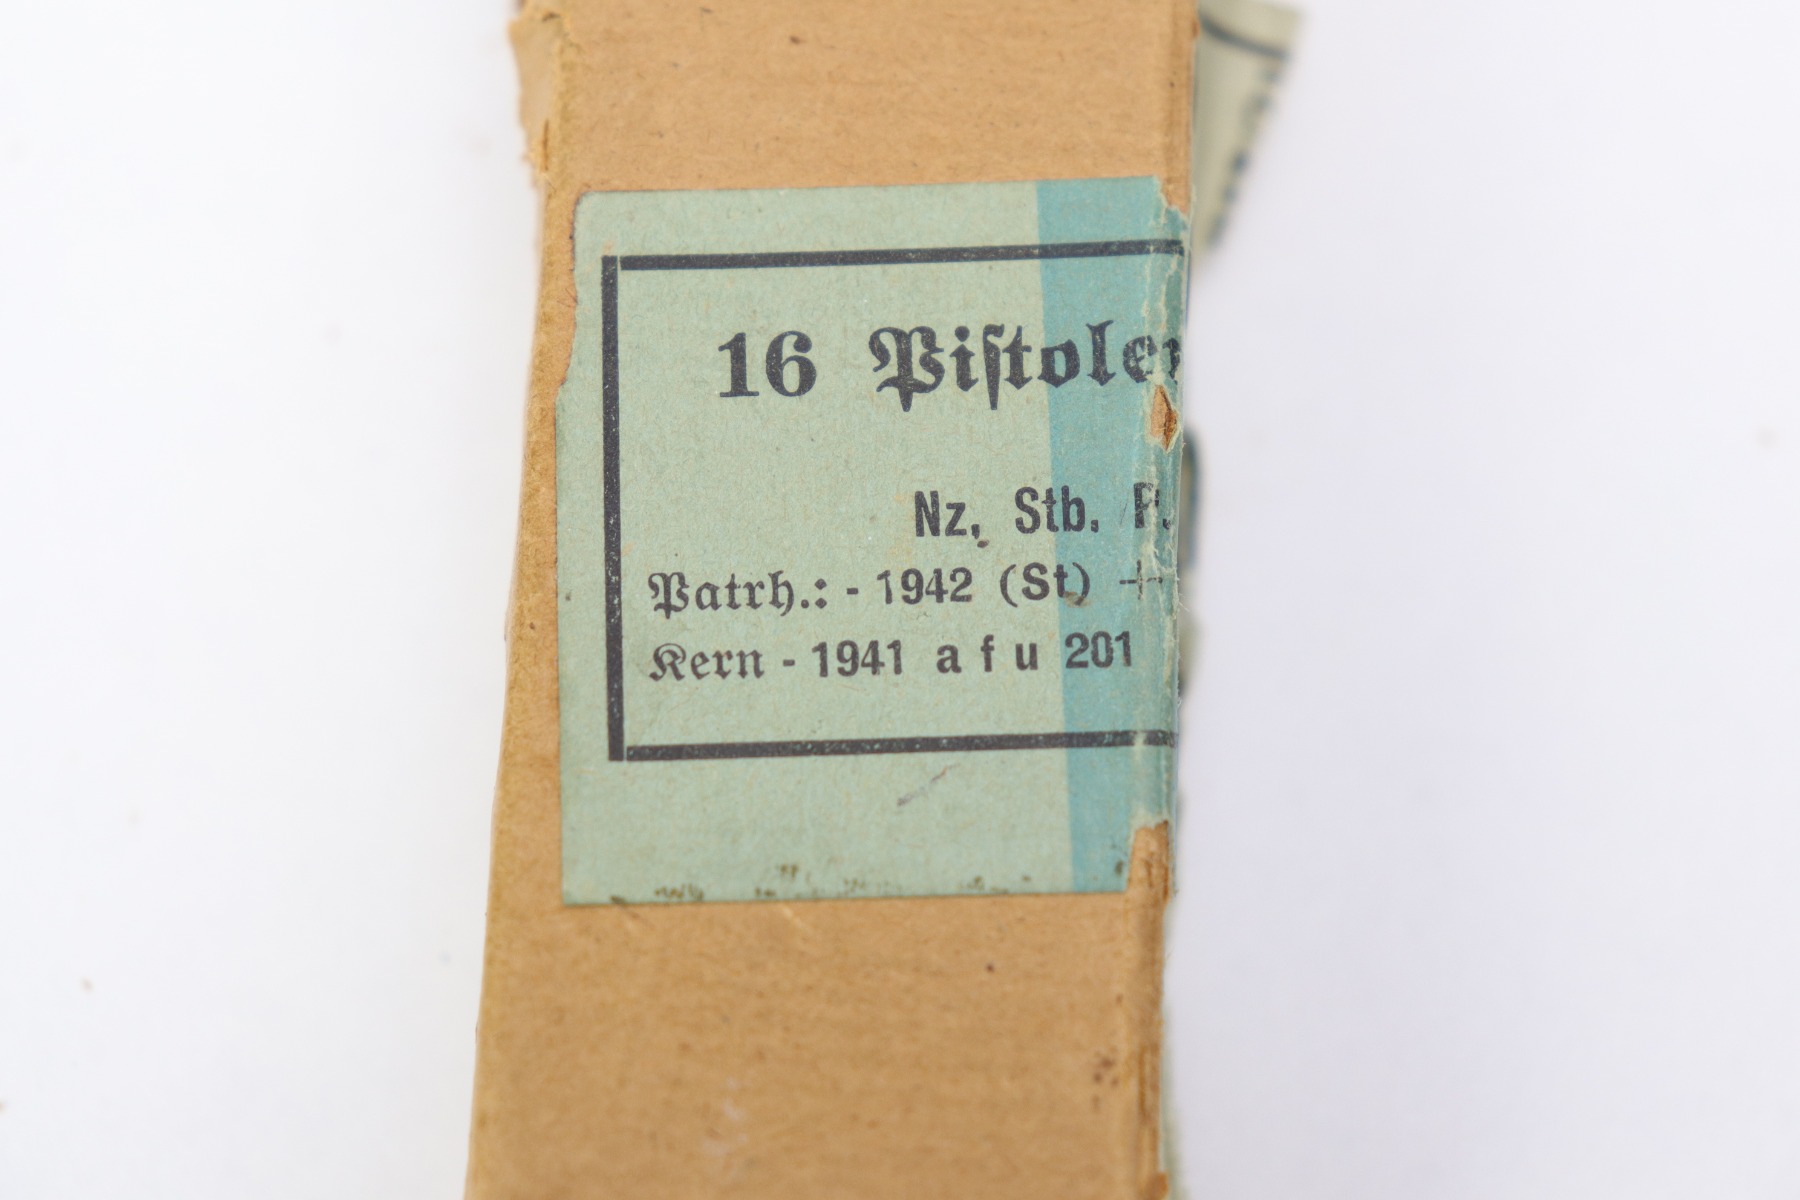 16 Piſtolen
Nz, Stb. P.
Patrh.: - 1942 (St) +
Kern - 1941 a f u 201